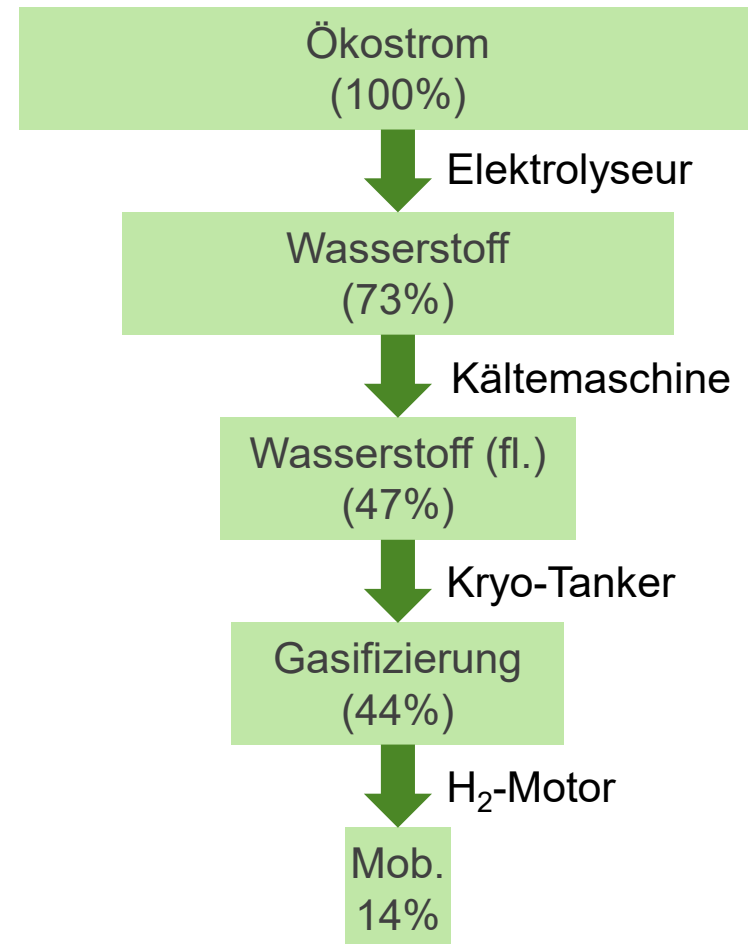 Ökostrom
(100%)
Elektrolyseur
Wasserstoff
(73%)
Kältemaschine
Wasserstoff (fl.)
(47%)
Kryo-Tanker
Gasifizierung
(44%)
H₂-Motor
Mob.
14%